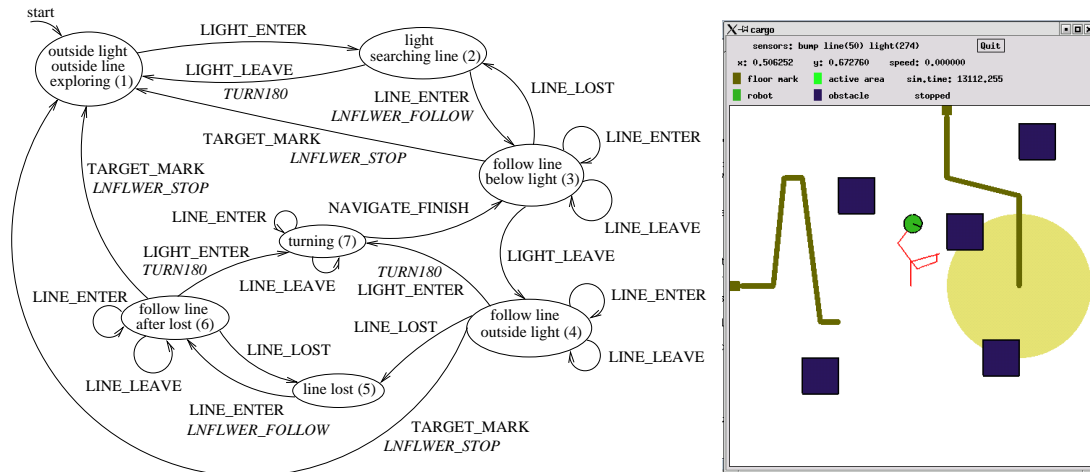 start
outside light
outside line
exploring (1)
LIGHT_ENTER
light
searching line (2)
LIGHT_LEAVE
TURN180
LINE_ENTER
LNFLWER_FOLLOW
LINE_LOST
TARGET_MARK
LNFLWER_STOP
LINE_ENTER
follow line
below light (3)
LINE_LEAVE
TARGET_MARK
LNFLWER_STOP
LINE_ENTER
NAVIGATE_FINISH
turning (7)
LIGHT_ENTER
TURN180
LINE_LEAVE
LIGHT_LEAVE
TURN180
LIGHT_ENTER
LINE_ENTER
follow line
after lost (6)
LINE_LEAVE
LINE_LOST
LINE_LOST
follow line
outside light (4)
LINE_ENTER
LINE_LEAVE
line lost (5)
LINE_ENTER
LNFLWER_FOLLOW
TARGET_MARK
LNFLWER_STOP
cargo
sensors: bump line(50) light(274)
Quit
x: 0.506252 y: 0.672760 speed: 0.000000
floor mark active area sim.time: 13112.255
robot obstacle stopped